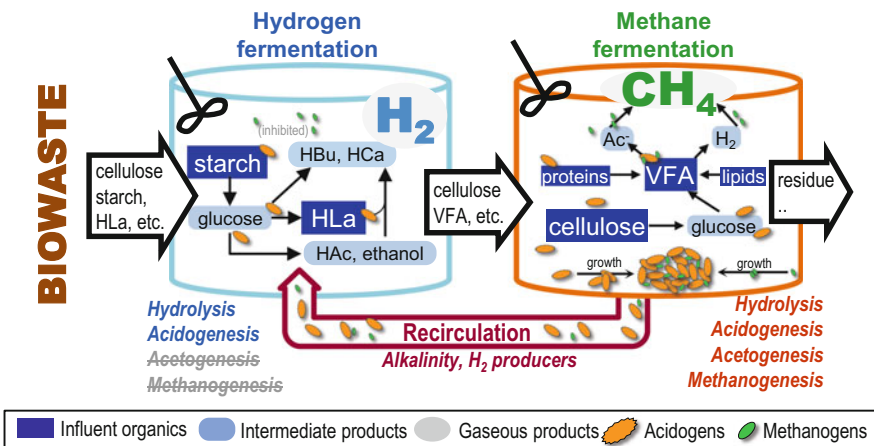 Hydrogen
fermentation
Methane
fermentation
BIOWASTE
cellulose
starch,
HLa, etc.
(inhibited)
H₂
starch
HBu, HCa
glucose
HLa
HAc, ethanol
cellulose
VFA, etc.
CH₄
Ac⁻
H₂
proteins
VFA
lipids
cellulose
glucose
growth
growth
residue
..
Hydrolysis
Acidogenesis
Acetogenesis
Methanogenesis
Recirculation
Alkalinity, H₂ producers
Hydrolysis
Acidogenesis
Acetogenesis
Methanogenesis
Influent organics
Intermediate products
Gaseous products
Acidogens
Methanogens